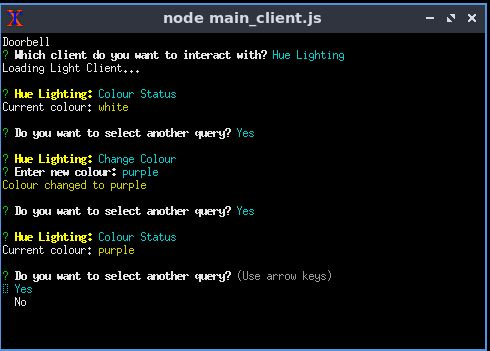 node main_client.js
Doorbell
? Which client do you want to interact with? Hue Lighting
Loading Light Client...
? Hue Lighting: Colour Status
Current colour: white
? Do you want to select another query? Yes
? Hue Lighting: Change Colour
? Enter new colour: purple
Colour changed to purple
? Do you want to select another query? Yes
? Hue Lighting: Colour Status
Current colour: purple
? Do you want to select another query? (Use arrow keys)
Yes
No